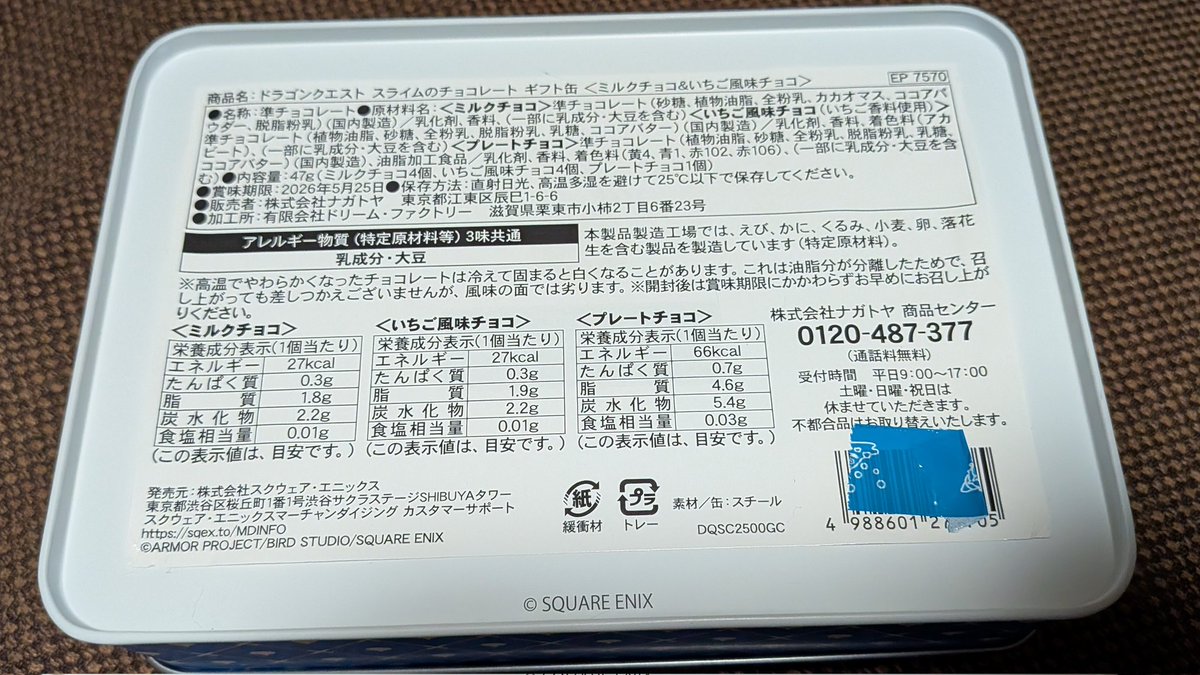 商品名:ドラゴンクエスト スライムのチョコレート ギフト缶 <ミルクチョコ&いちご風味チョコ>
EP 7570
●名称:準チョコレート●原材料名:<ミルクチョコ>準チョコレート(砂糖、植物油脂、全粉乳、カカオマス、ココアパ
ウダー、脱脂粉乳)(国内製造)/乳化剤、香料、(一部に乳成分・大豆を含む)<いちご風味チョコ(いちご香料使用)>
準チョコレート(植物油脂、砂糖、全粉乳、脱脂粉乳、乳糖、ココアバター)(国内製造)/乳化剤、香料、着色料(アカ
ビート)、(一部に乳成分・大豆を含む)<プレートチョコ>準チョコレート(植物油脂、砂糖、全粉乳、脱脂粉乳、乳糖、
ココアバター)(国内製造)、油脂加工食品/乳化剤、香料、着色料(黄4、青1、赤102、赤106)、(一部に乳成分・大豆を含
む)●内容量:47g(ミルクチョコ4個、いちご風味チョコ4個、プレートチョコ1個)
●賞味期限:2026年5月25日●保存方法:直射日光、高温多湿を避けて25℃以下で保存してください。
●販売者:株式会社ナガトヤ 東京都江東区辰巳1-6-6
●加工所:有限会社ドリーム・ファクトリー 滋賀県栗東市小柿2丁目6番23号
アレルギー物質(特定原材料等)3味共通
乳成分・大豆
本製品製造工場では、えび、かに、くるみ、小麦、卵、落花
生を含む製品を製造しています(特定原材料)。
※高温でやわらかくなったチョコレートは冷えて固まると白くなることがあります。これは油脂分が分離したためで、召
し上がっても差しつかえございませんが、風味の面では劣ります。※開封後は賞味期限にかかわらずお早めにお召し上が
りください。
<ミルクチョコ>
栄養成分表示(1個当たり)
エネルギー 27kcal
たんぱく質 0.3g
脂質 1.8g
炭水化物 2.2g
食塩相当量 0.01g
(この表示値は、目安です。)
<いちご風味チョコ>
栄養成分表示(1個当たり)
エネルギー 27kcal
たんぱく質 0.3g
脂質 1.9g
炭水化物 2.2g
食塩相当量 0.01g
(この表示値は、目安です。)
<プレートチョコ>
栄養成分表示(1個当たり)
エネルギー 66kcal
たんぱく質 0.7g
脂質 4.6g
炭水化物 5.4g
食塩相当量 0.03g
(この表示値は、目安です。)
株式会社ナガトヤ 商品センター
0120-487-377
(通話料無料)
受付時間 平日9:00〜17:00
土曜・日曜・祝日は
休ませていただきます。
不都合品はお取り替えいたします。
発売元:株式会社スクウェア・エニックス
東京都渋谷区桜丘町1番1号渋谷サクラステージSHIBUYAタワー
スクウェア・エニックスマーチャンダイジング カスタマーサポート
https://sqex.to/MDINFO
©ARMOR PROJECT/BIRD STUDIO/SQUARE ENIX
紙
緩衝材
プラ
トレー
素材/缶:スチール
DQSC2500GC
4 988601
© SQUARE ENIX